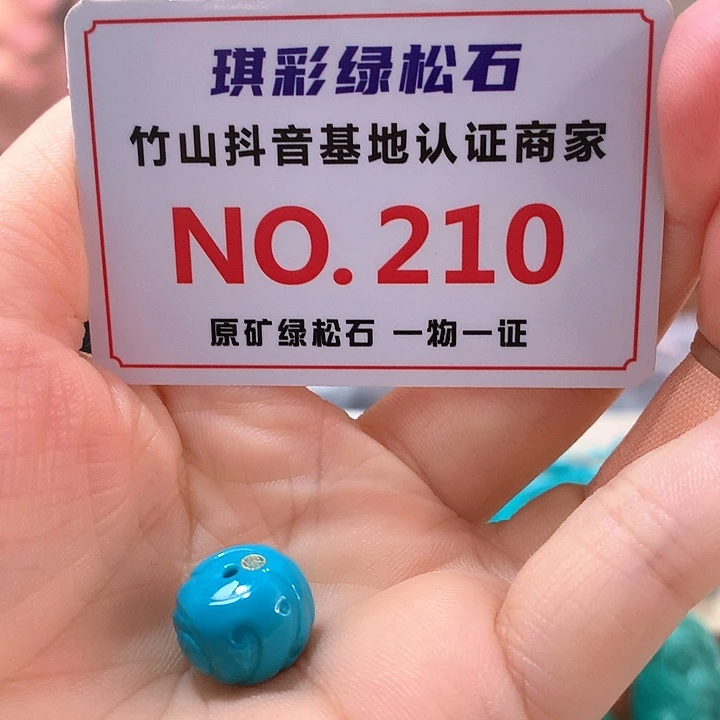 琪彩绿松石
竹山抖音基地认证商家
NO.210
原矿绿松石 一物一证